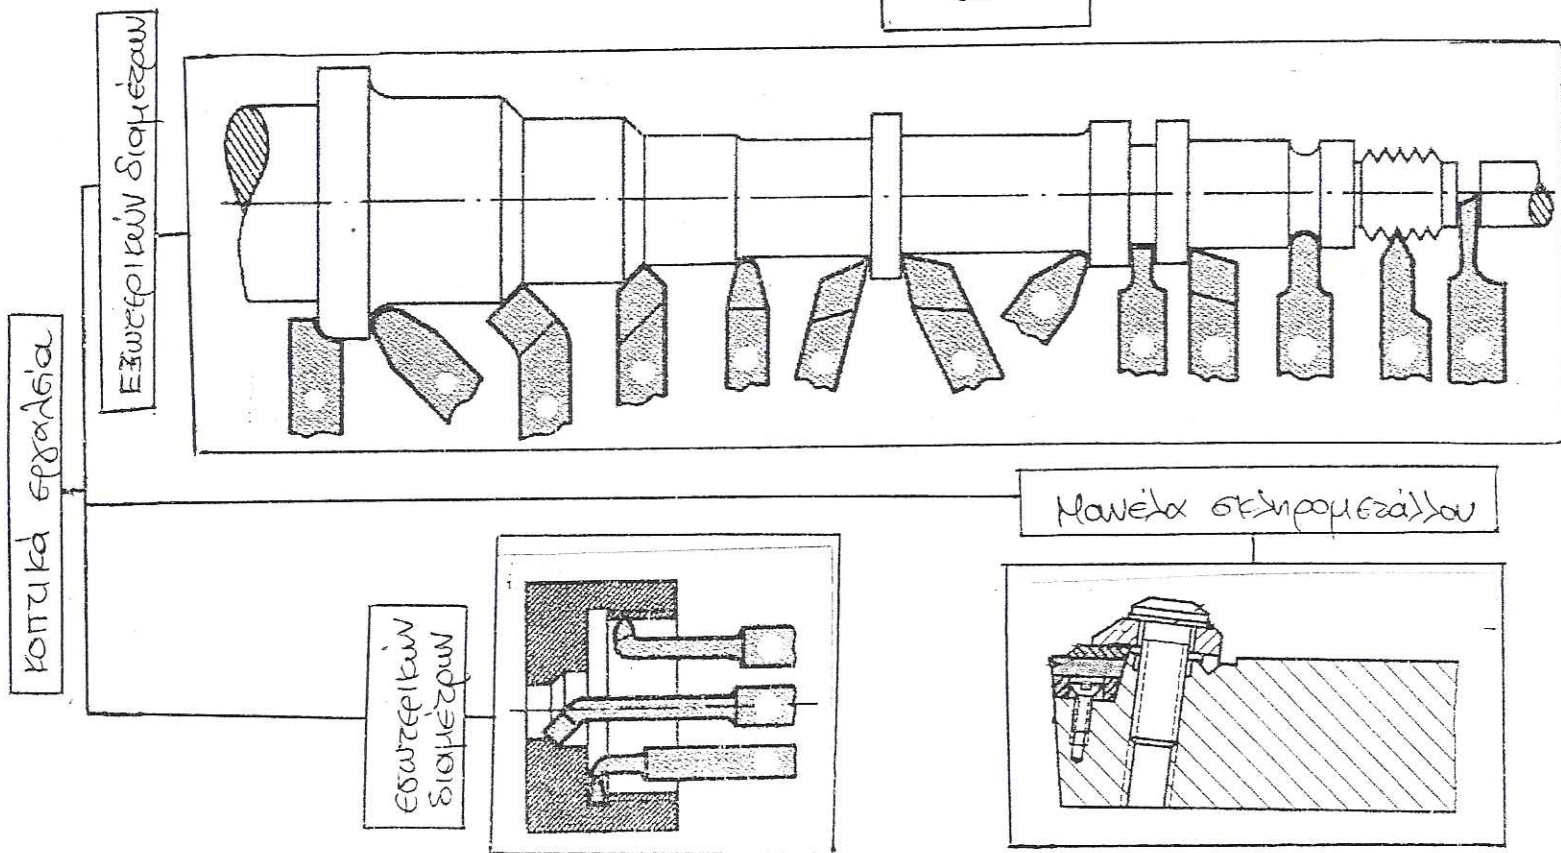 κοπτικά εργαλεία
Εξωτερικών διαμέτρων
Μανέλα σκληρομετάλλου
εσωτερικών
διαμέτρων